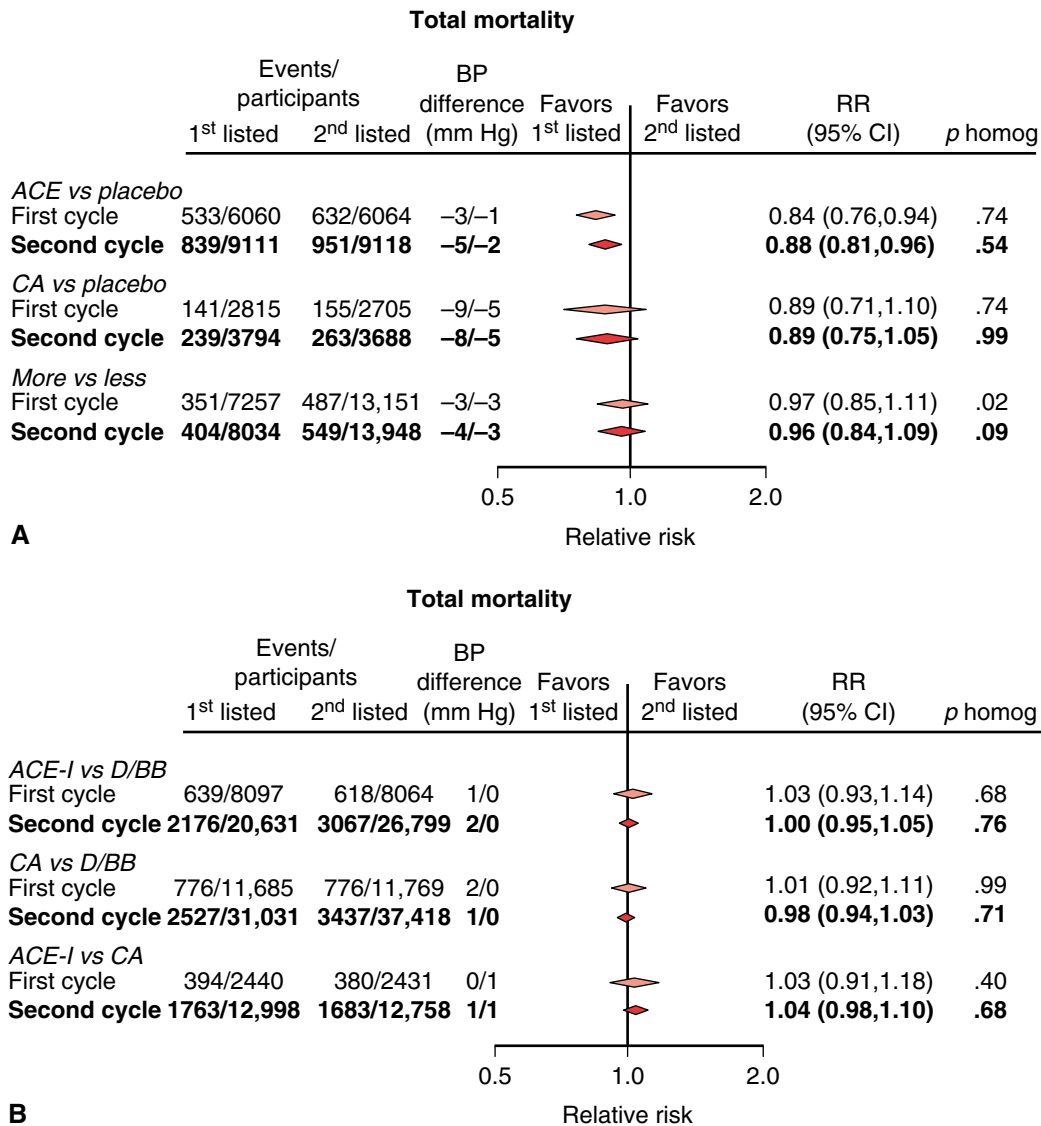 Total mortality
Events/ participants BP difference (mm Hg) Favors 1st listed Favors 2nd listed RR (95% CI) p homog
1st listed 2nd listed
ACE vs placebo
First cycle 533/6060 632/6064 –3/–1 0.84 (0.76,0.94) .74
Second cycle 839/9111 951/9118 –5/–2 0.88 (0.81,0.96) .54
CA vs placebo
First cycle 141/2815 155/2705 –9/–5 0.89 (0.71,1.10) .74
Second cycle 239/3794 263/3688 –8/–5 0.89 (0.75,1.05) .99
More vs less
First cycle 351/7257 487/13,151 –3/–3 0.97 (0.85,1.11) .02
Second cycle 404/8034 549/13,948 –4/–3 0.96 (0.84,1.09) .09
0.5 1.0 2.0
Relative risk
A
Total mortality
Events/ participants BP difference (mm Hg) Favors 1st listed Favors 2nd listed RR (95% CI) p homog
1st listed 2nd listed
ACE-I vs D/BB
First cycle 639/8097 618/8064 1/0 1.03 (0.93,1.14) .68
Second cycle 2176/20,631 3067/26,799 2/0 1.00 (0.95,1.05) .76
CA vs D/BB
First cycle 776/11,685 776/11,769 2/0 1.01 (0.92,1.11) .99
Second cycle 2527/31,031 3437/37,418 1/0 0.98 (0.94,1.03) .71
ACE-I vs CA
First cycle 394/2440 380/2431 0/1 1.03 (0.91,1.18) .40
Second cycle 1763/12,998 1683/12,758 1/1 1.04 (0.98,1.10) .68
0.5 1.0 2.0
Relative risk
B